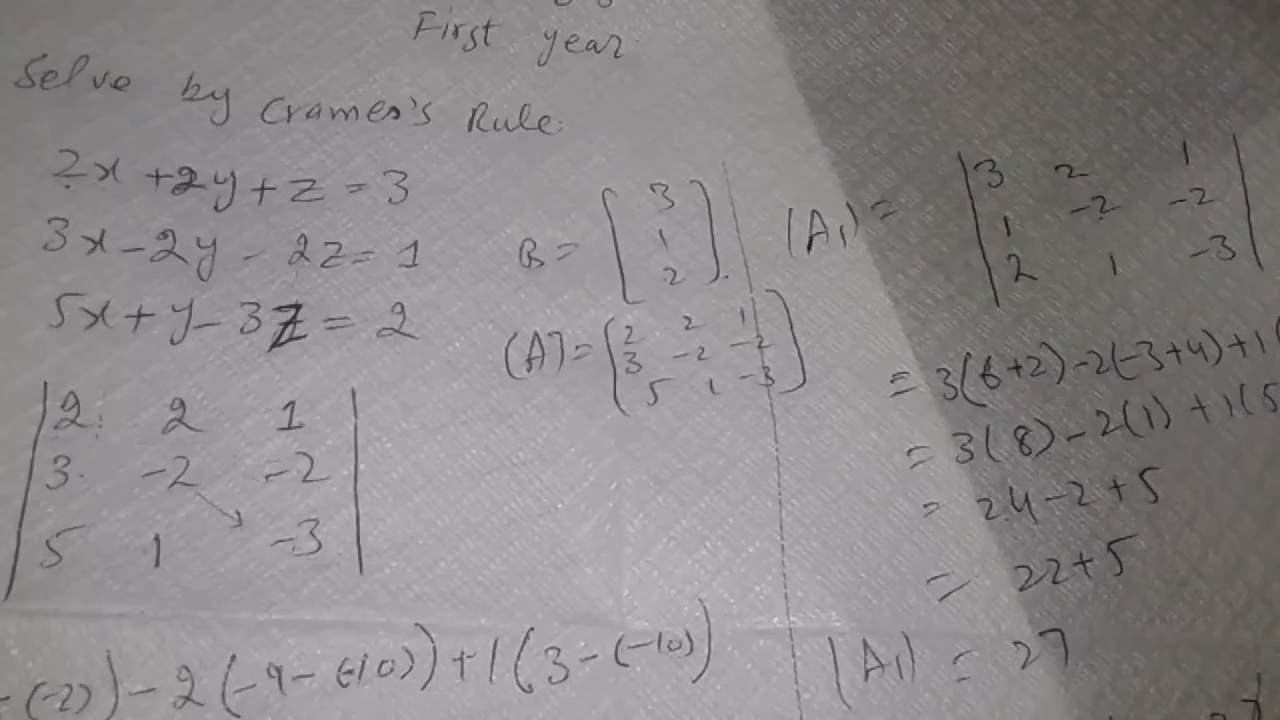 First year
Solve by Cramer's Rule:
2x + 2y + z = 3
3x - 2y - 2z = 1
5x + y - 3z = 2
|2 2 1|
|3 -2 -2|
|5 1 -3|
-(-2)) - 2(-9-(-10)) + 1(3-(-10))
B = [3
1
2].
(A) = [2 2 1
3 -2 -2
5 1 -3]
|A1| = |3 2 1|
|1 -2 -2|
|2 1 -3|
= 3(6+2) - 2(-3+4) + 1(
= 3(8) - 2(1) + 1(5
= 24 - 2 + 5
= 22 + 5
|A1| = 27